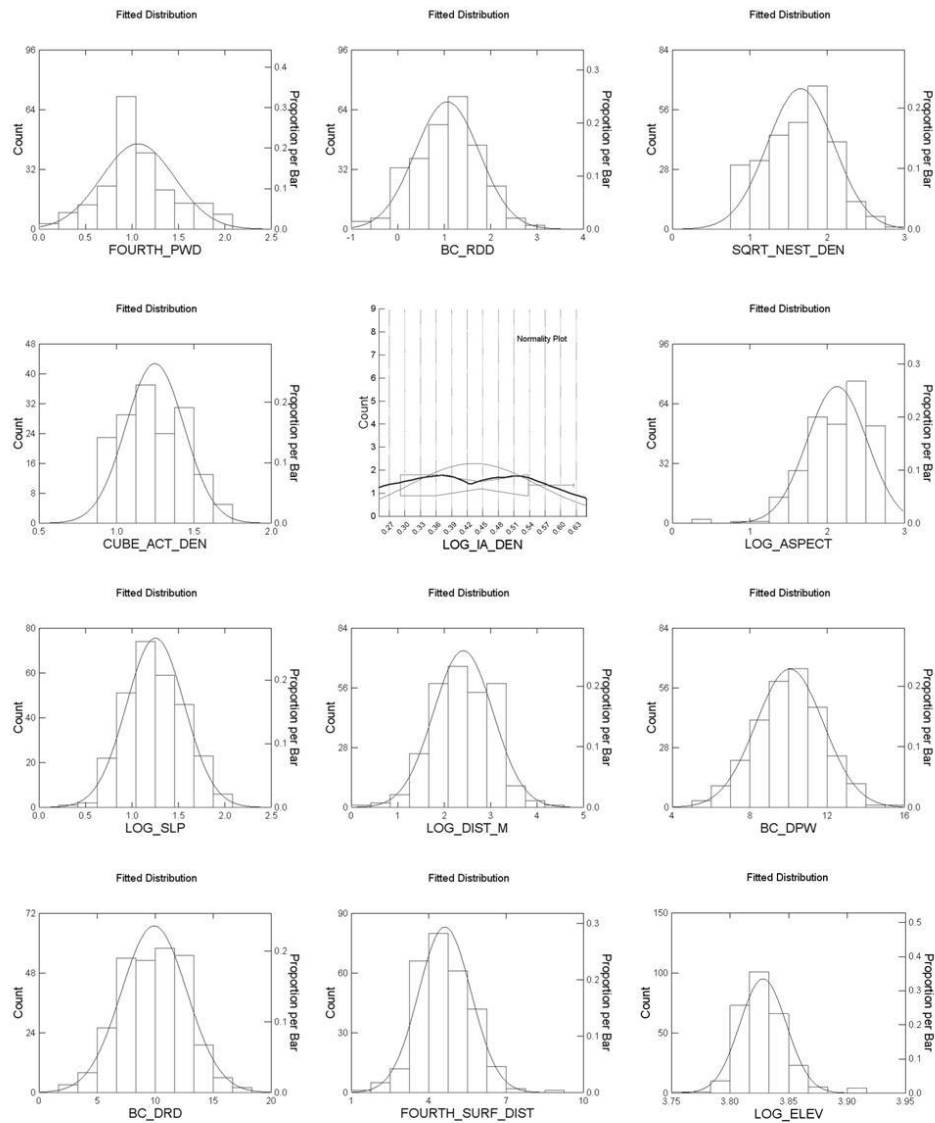 Fitted Distribution
Fitted Distribution
Fitted Distribution
96
64
32
0
Count
0.4
0.3
0.2
0.1
0.0
Proportion per Bar
0.0 0.5 1.0 1.5 2.0 2.5
FOURTH_PWD
96
64
32
0
Count
0.3
0.2
0.1
0.0
Proportion per Bar
-1 0 1 2 3 4
BC_RDD
84
56
28
0
Count
0.2
0.1
0.0
Proportion per Bar
0 1 2 3
SQRT_NEST_DEN
Fitted Distribution
Fitted Distribution
48
40
32
24
16
8
0
Count
0.2
0.1
0.0
Proportion per Bar
0.5 1.0 1.5 2.0
CUBE_ACT_DEN
9
8
7
6
5
4
3
2
1
0
Count
Normality Plot
0.27 0.30 0.33 0.36 0.39 0.42 0.45 0.48 0.51 0.54 0.57 0.60 0.63
LOG_IA_DEN
96
64
32
0
Count
0.3
0.2
0.1
0.0
Proportion per Bar
0 1 2 3
LOG_ASPECT
Fitted Distribution
Fitted Distribution
Fitted Distribution
80
60
40
20
0
Count
0.2
0.1
0.0
Proportion per Bar
0.0 0.5 1.0 1.5 2.0 2.5
LOG_SLP
84
56
28
0
Count
0.2
0.1
0.0
Proportion per Bar
0 1 2 3 4 5
LOG_DIST_M
84
56
28
0
Count
0.2
0.1
0.0
Proportion per Bar
4 8 12 16
BC_DPW
Fitted Distribution
Fitted Distribution
Fitted Distribution
72
48
24
0
Count
0.2
0.1
0.0
Proportion per Bar
0 5 10 15 20
BC_DRD
90
60
30
0
Count
0.3
0.2
0.1
0.0
Proportion per Bar
1 4 7 10
FOURTH_SURF_DIST
150
100
50
0
Count
0.5
0.4
0.3
0.2
0.1
0.0
Proportion per Bar
3.75 3.80 3.85 3.90 3.95
LOG_ELEV